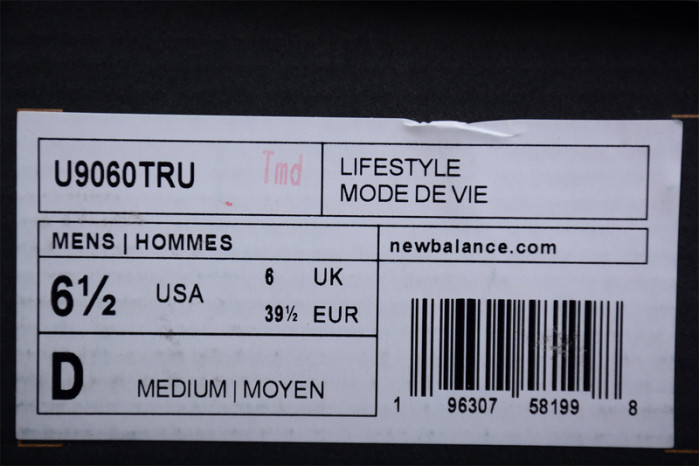 U9060TRU Tmd
LIFESTYLE
MODE DE VIE
MENS | HOMMES
newbalance.com
6½ USA
6 UK
39½ EUR
D MEDIUM | MOYEN
1 96307 58199 8